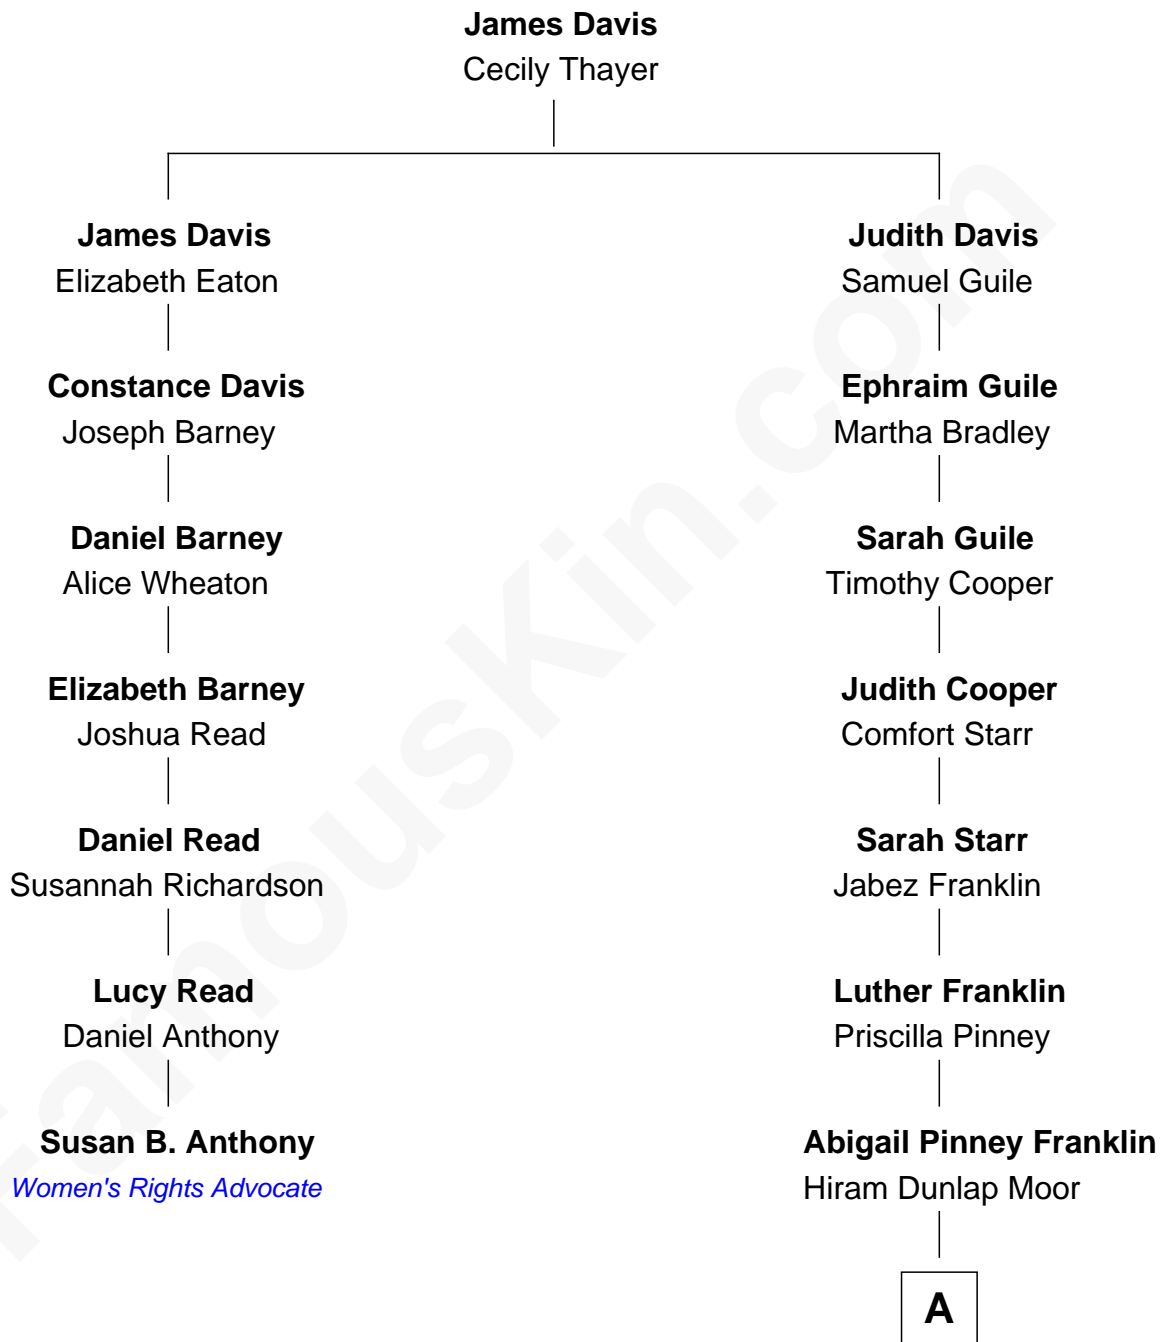 James Davis
Cecily Thayer
James Davis
Elizabeth Eaton
Constance Davis
Joseph Barney
Daniel Barney
Alice Wheaton
Elizabeth Barney
Joshua Read
Daniel Read
Susannah Richardson
Lucy Read
Daniel Anthony
Susan B. Anthony
Women's Rights Advocate
Judith Davis
Samuel Guile
Ephraim Guile
Martha Bradley
Sarah Guile
Timothy Cooper
Judith Cooper
Comfort Starr
Sarah Starr
Jabez Franklin
Luther Franklin
Priscilla Pinney
Abigail Pinney Franklin
Hiram Dunlap Moor
A
FamousKin.com